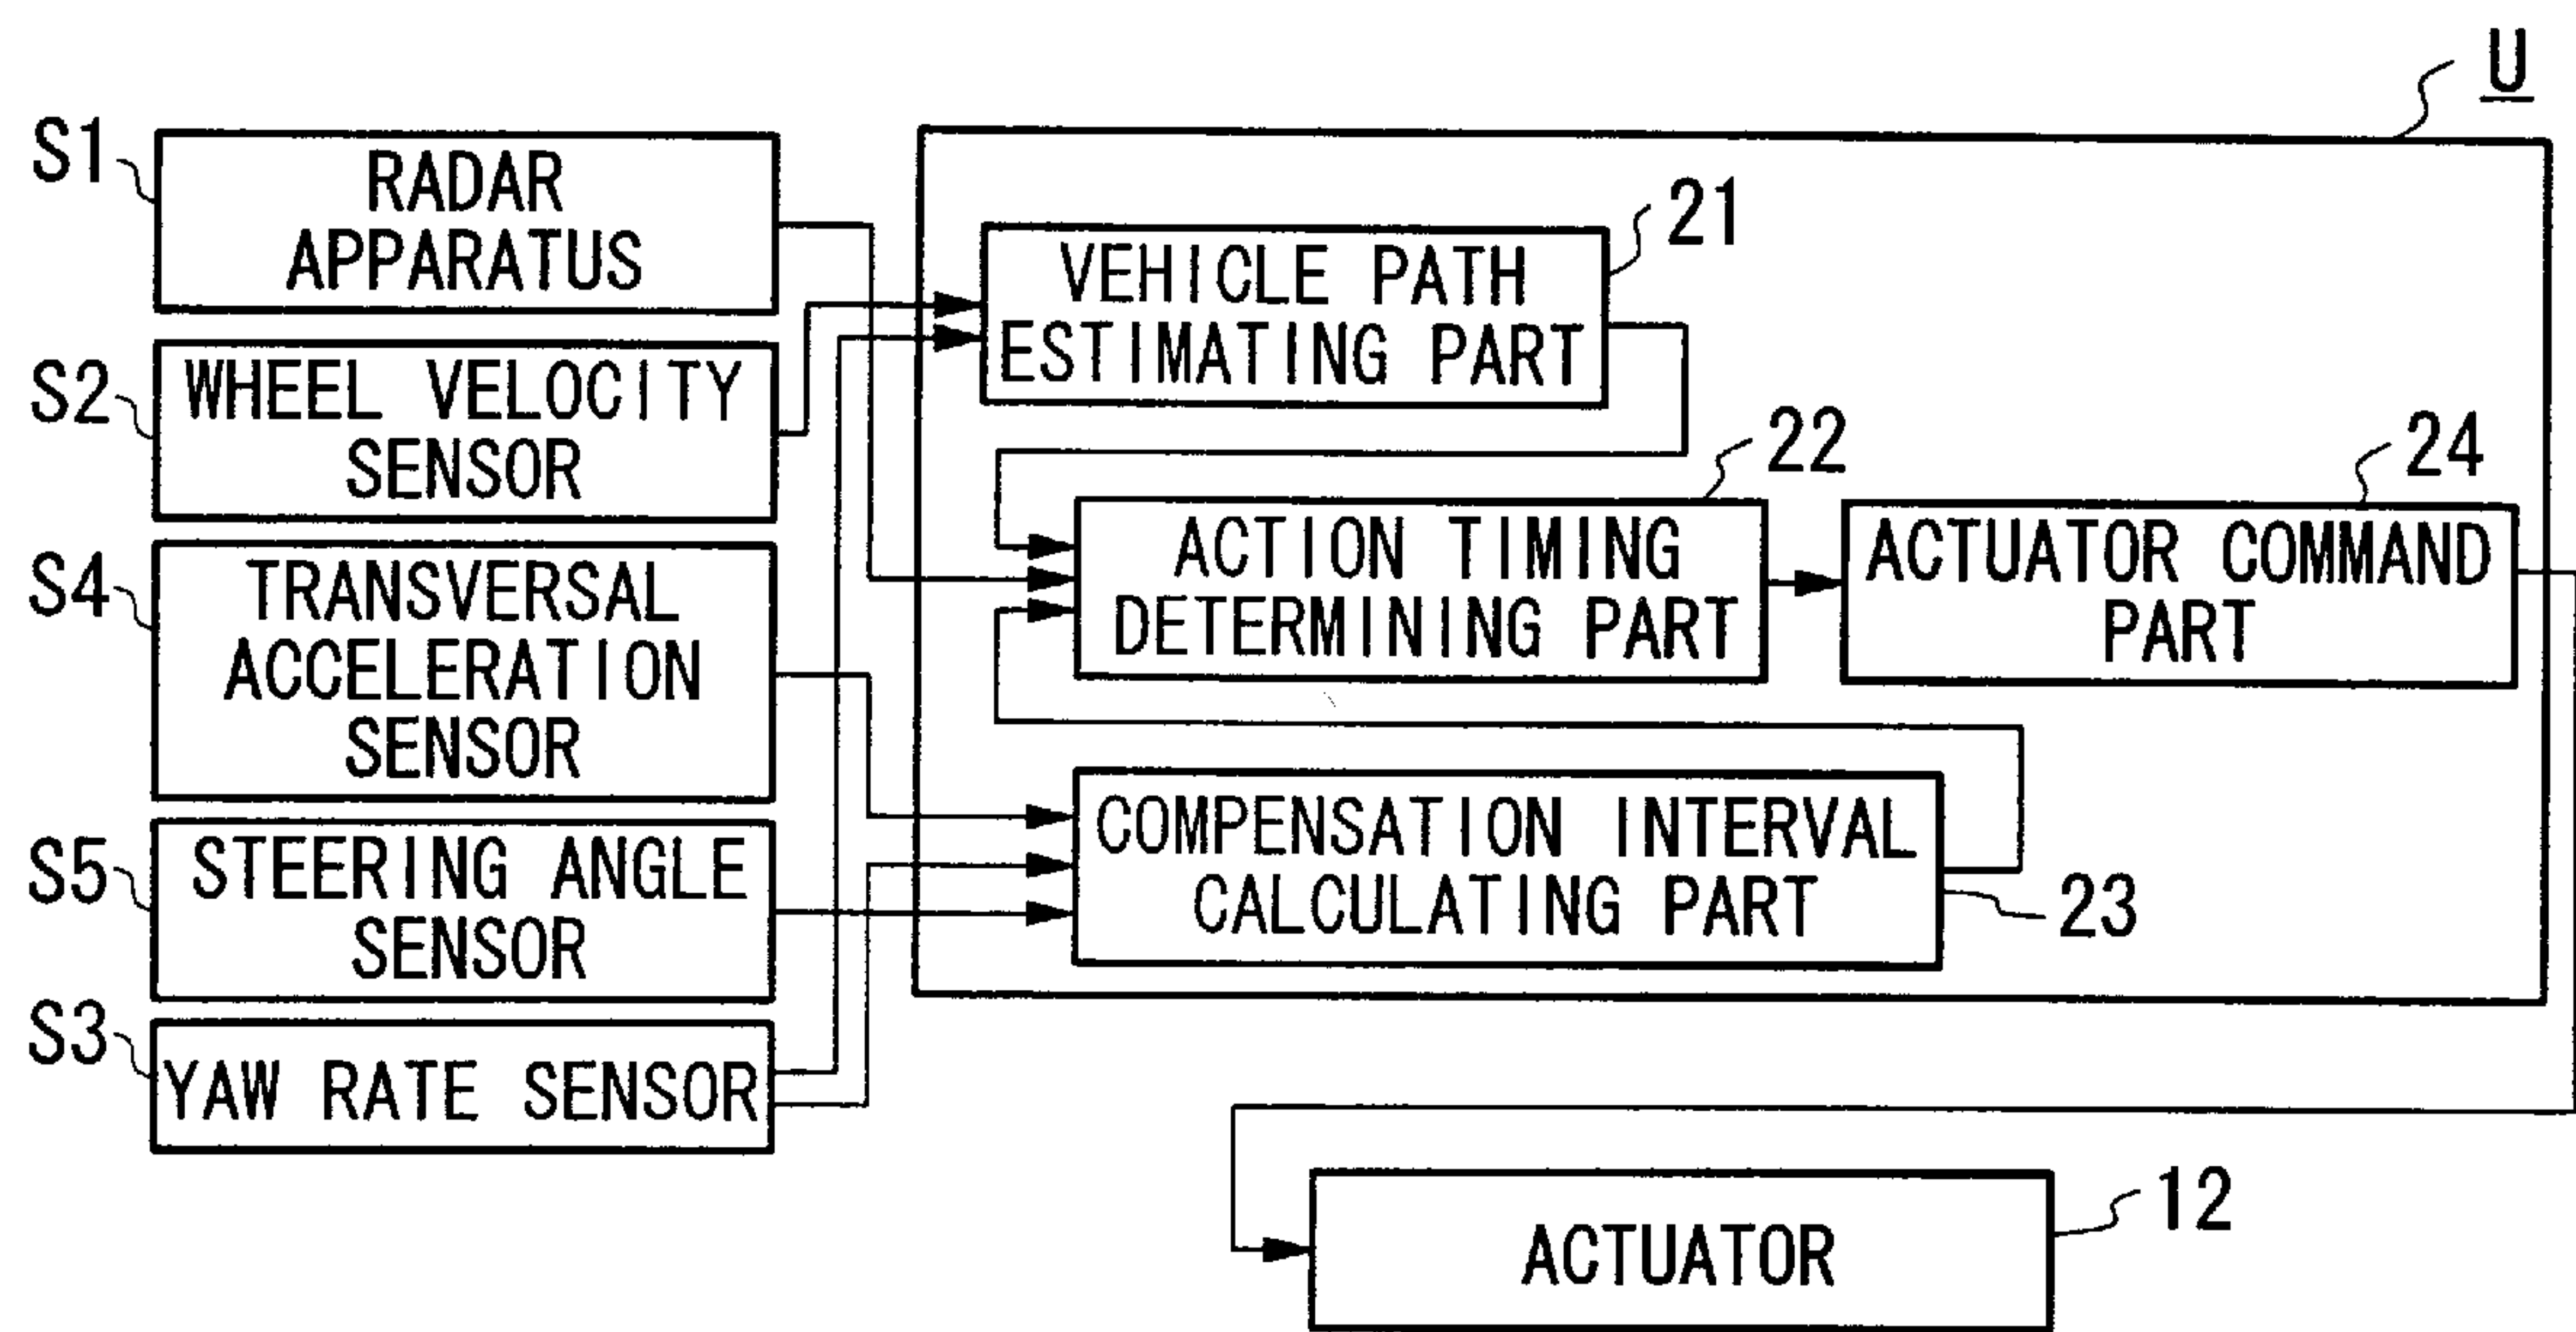 U
S1
RADAR
APPARATUS
21
VEHICLE PATH
ESTIMATING PART
S2
WHEEL VELOCITY
SENSOR
22
24
ACTION TIMING
DETERMINING PART
ACTUATOR COMMAND
PART
S4
TRANSVERSAL
ACCELERATION
SENSOR
S5
STEERING ANGLE
SENSOR
COMPENSATION INTERVAL
CALCULATING PART
23
S3
YAW RATE SENSOR
12
ACTUATOR